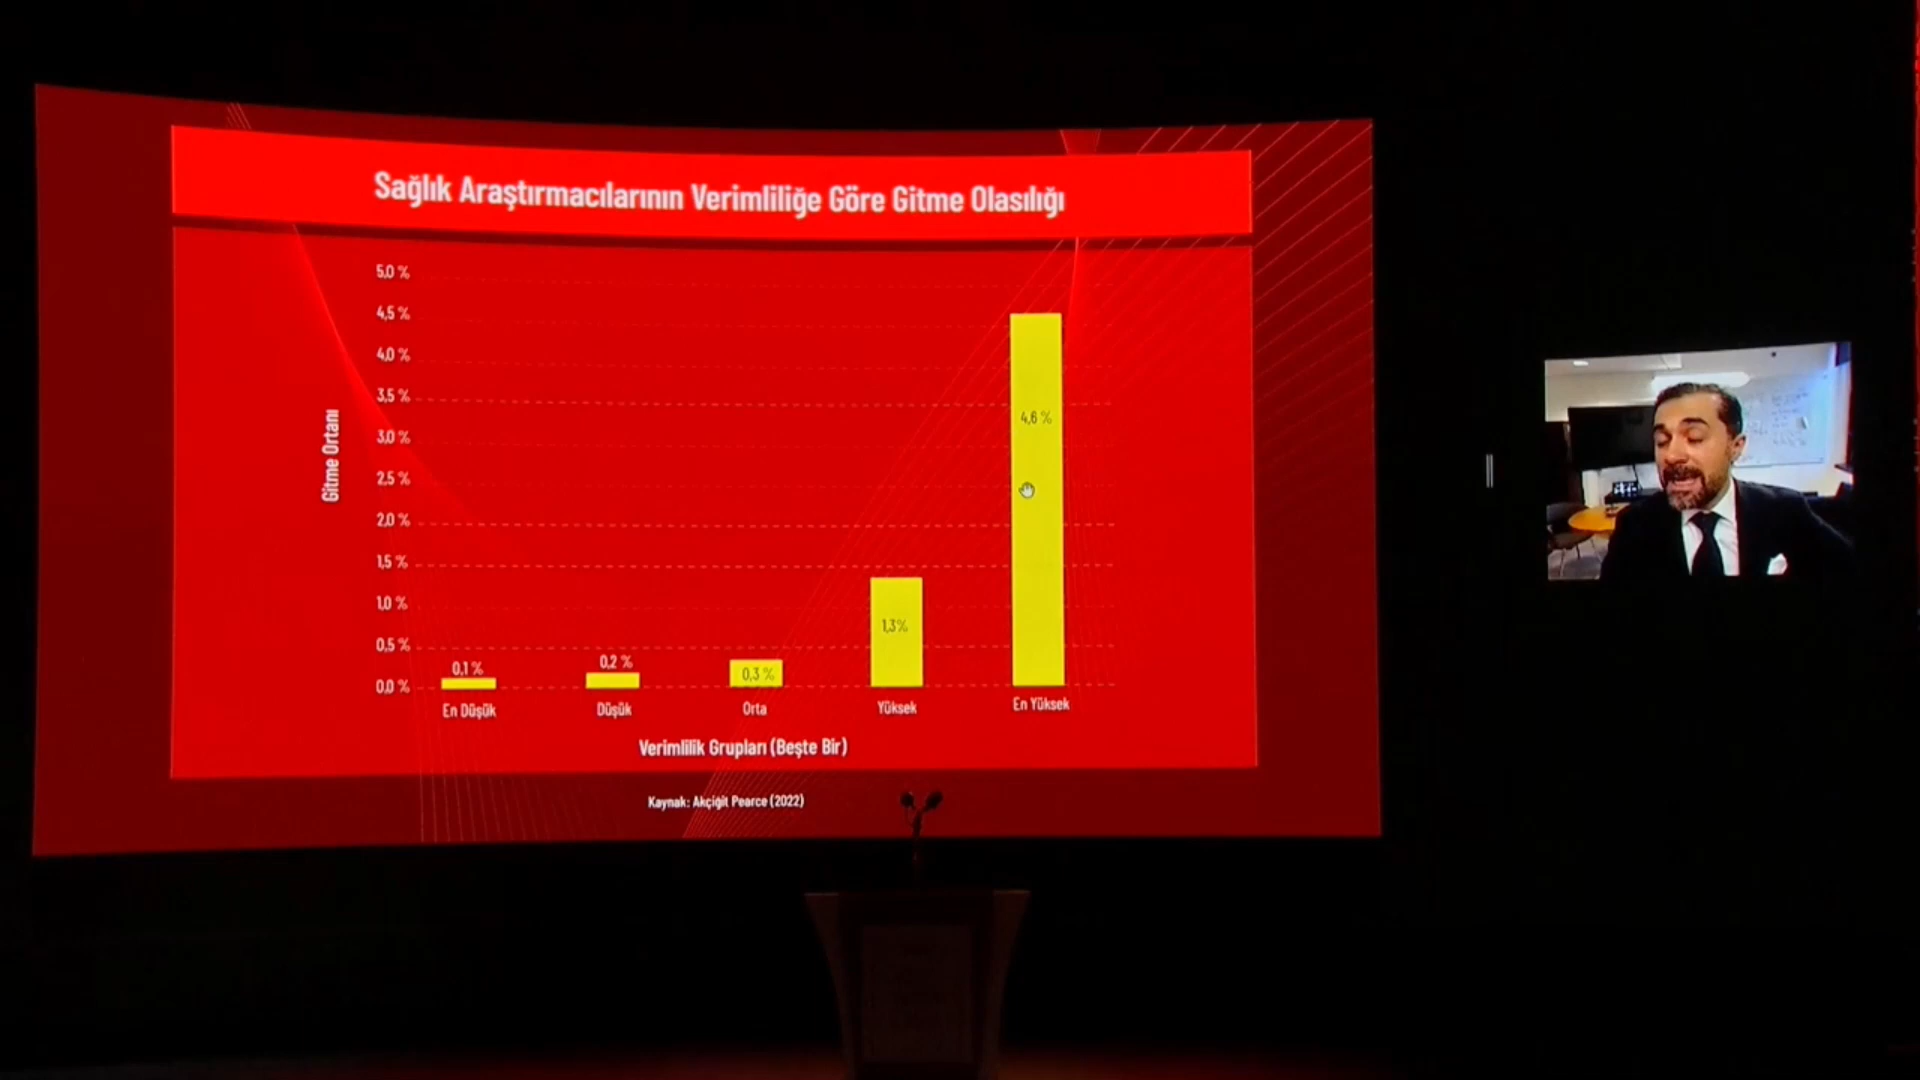 Sağlık Araştırmacılarının Verimliliğe Göre Gitme Olasılığı
5,0 %
4,5 %
4,0 %
3,5 %
3,0 %
2,5 %
2,0 %
1,5 %
1,0 %
0,5 %
0,0 %
Gitme Ortanı
0,1 %
0,2 %
0,3 %
1,3%
4,6 %
En Düşük
Düşük
Orta
Yüksek
En Yüksek
Verimlilik Grupları (Beşte Bir)
Kaynak: Akçiğit Pearce (2022)